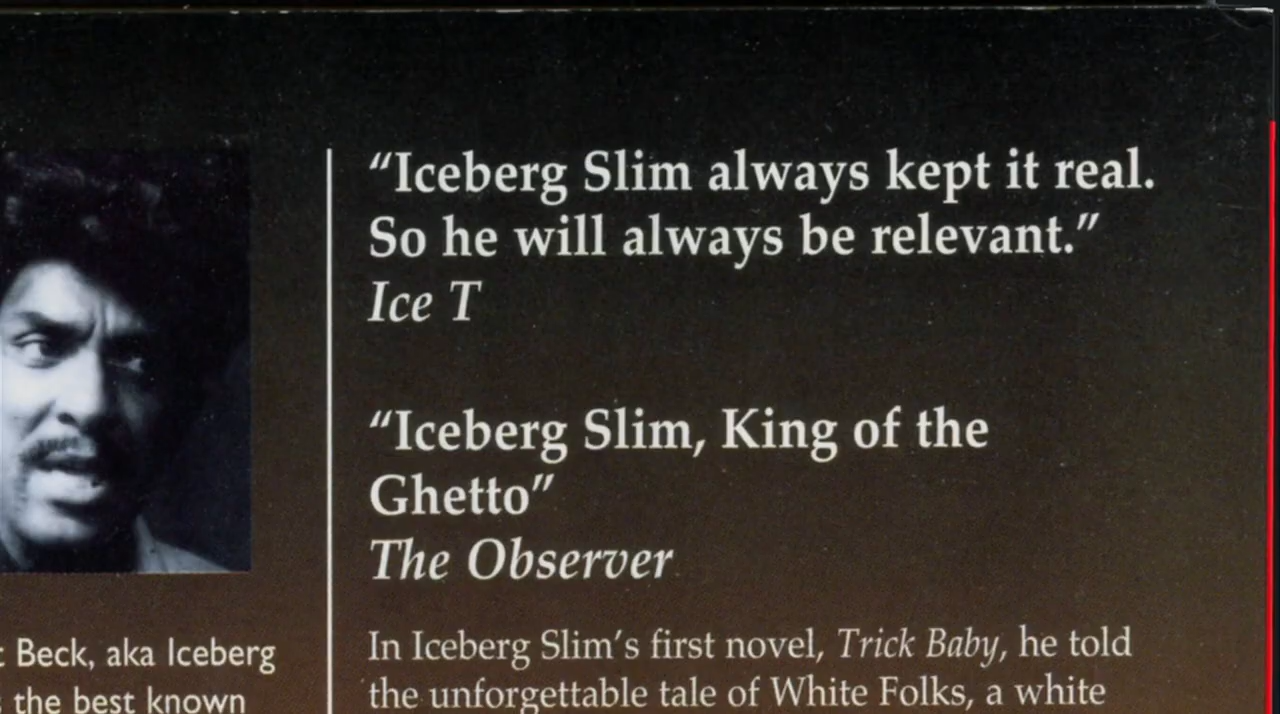 “Iceberg Slim always kept it real.
So he will always be relevant.”
Ice T
“Iceberg Slim, King of the
Ghetto”
The Observer
In Iceberg Slim’s first novel, Trick Baby, he told
the unforgettable tale of White Folks, a white
Beck, aka Iceberg
the best known